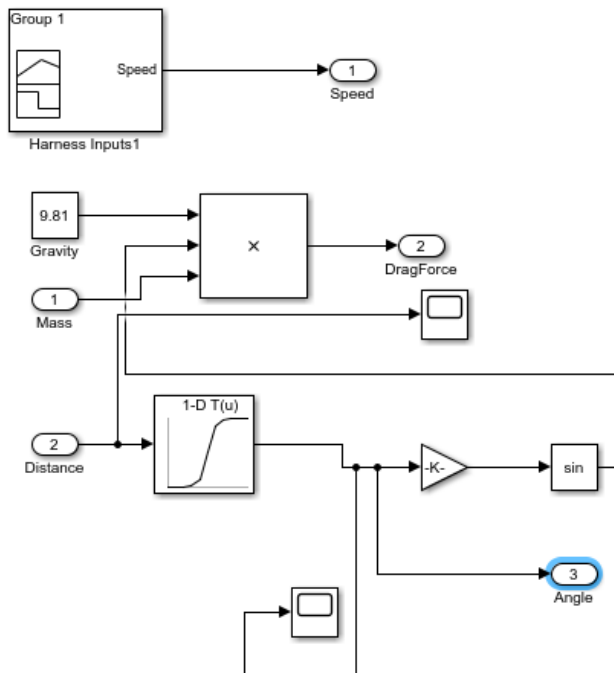 Group 1
Speed
Harness Inputs1
1
Speed
9.81
Gravity
×
2
DragForce
1
Mass
1-D T(u)
2
Distance
-K-
sin
3
Angle